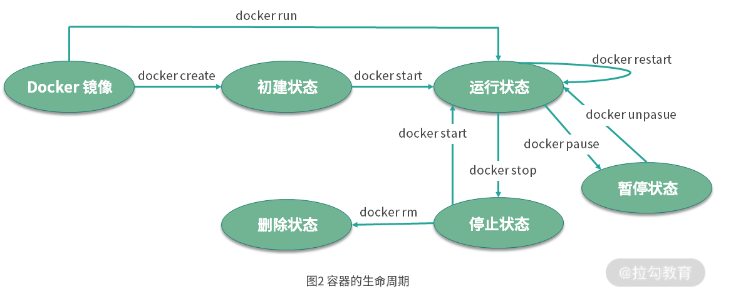 docker run
Docker 镜像
docker create
初建状态
docker start
运行状态
docker restart
docker start
docker stop
docker pause
docker unpasue
暂停状态
删除状态
docker rm
停止状态
图2 容器的生命周期
@拉勾教育